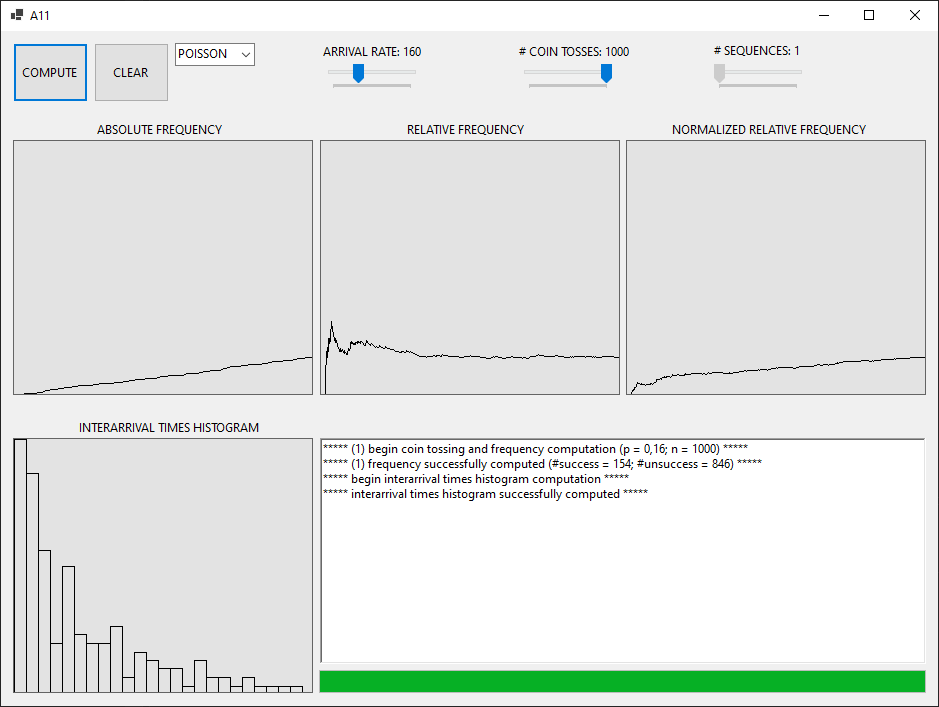 A11
COMPUTE
CLEAR
POISSON
ARRIVAL RATE: 160
# COIN TOSSES: 1000
# SEQUENCES: 1
ABSOLUTE FREQUENCY
RELATIVE FREQUENCY
NORMALIZED RELATIVE FREQUENCY
INTERARRIVAL TIMES HISTOGRAM
***** (1) begin coin tossing and frequency computation (p = 0,16; n = 1000) *****
***** (1) frequency successfully computed (#success = 154; #unsuccess = 846) *****
***** begin interarrival times histogram computation *****
***** interarrival times histogram successfully computed *****